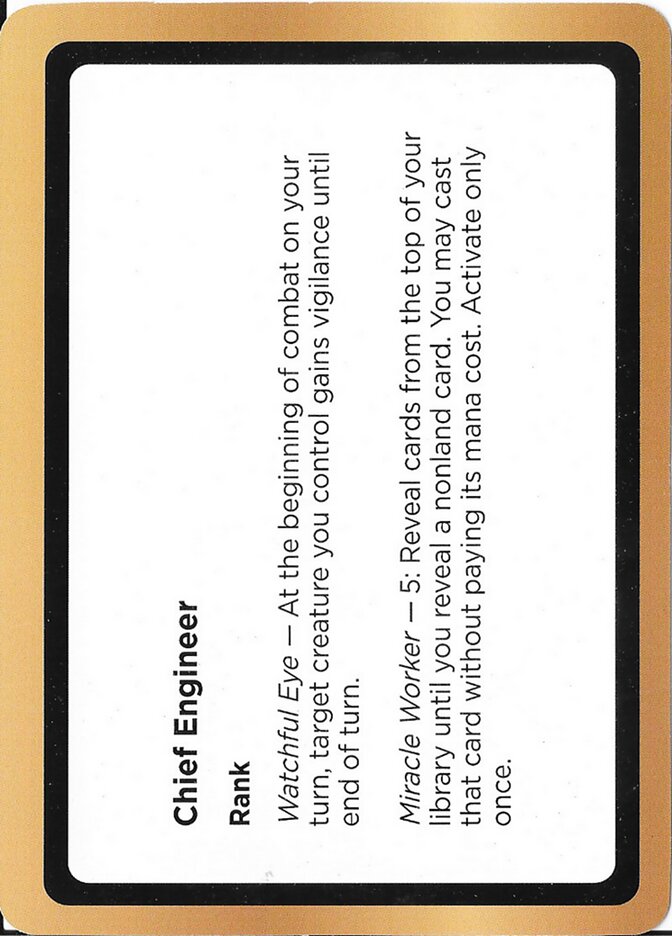 Chief Engineer
Rank
Watchful Eye — At the beginning of combat on your
turn, target creature you control gains vigilance until
end of turn.
Miracle Worker — 5: Reveal cards from the top of your
library until you reveal a nonland card. You may cast
that card without paying its mana cost. Activate only
once.